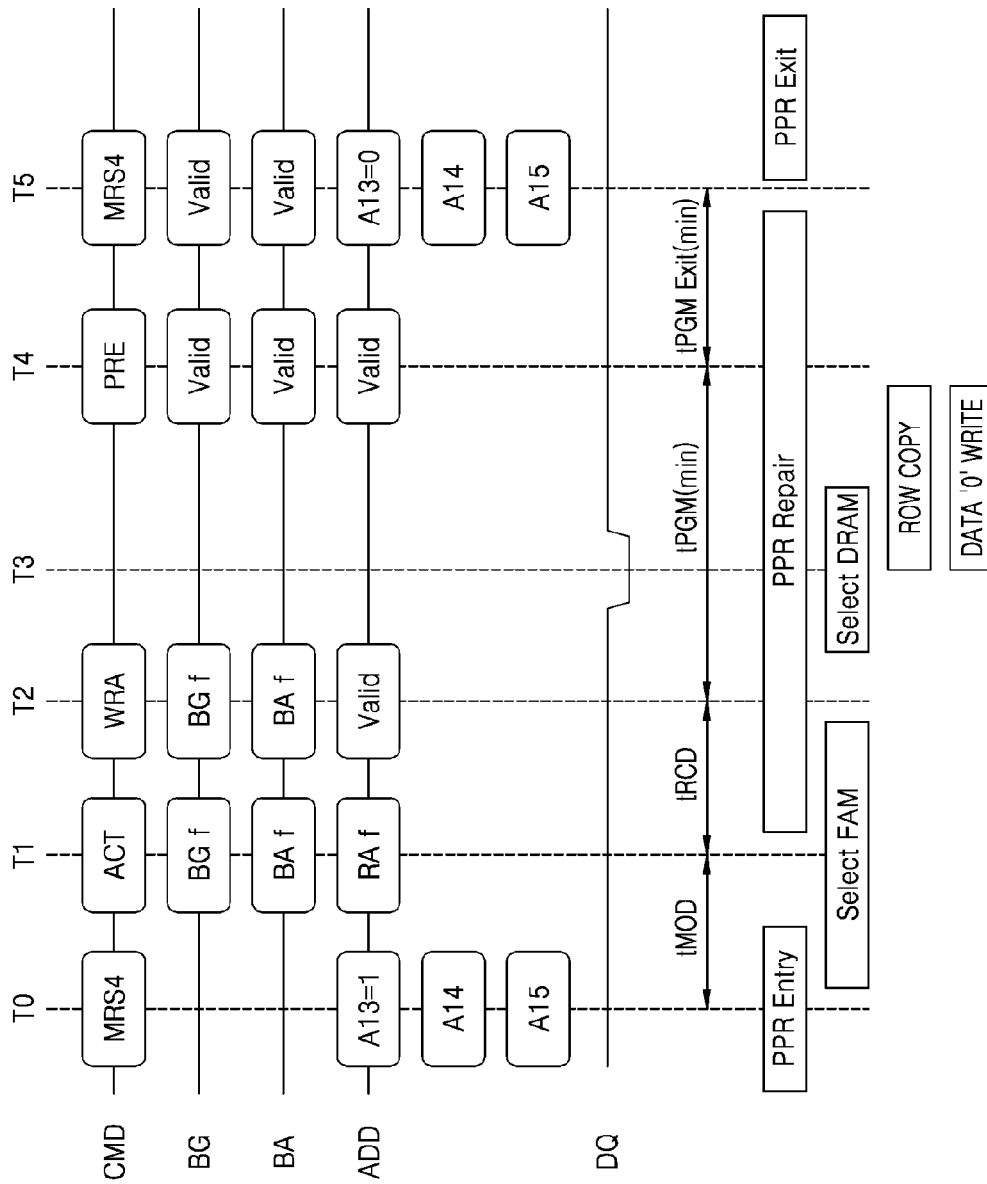 T0 T1 T2 T3 T4 T5
CMD MRS4 ACT WRA PRE MRS4
BG BG f BG f Valid Valid
BA BA f BA f Valid Valid
ADD A13=1 RA f Valid Valid A13=0
A14 A14
A15 A15
DQ
tMOD tRCD tPGM(min) tPGM Exit(min)
PPR Entry PPR Repair PPR Exit
Select FAM Select DRAM
ROW COPY
DATA '0' WRITE